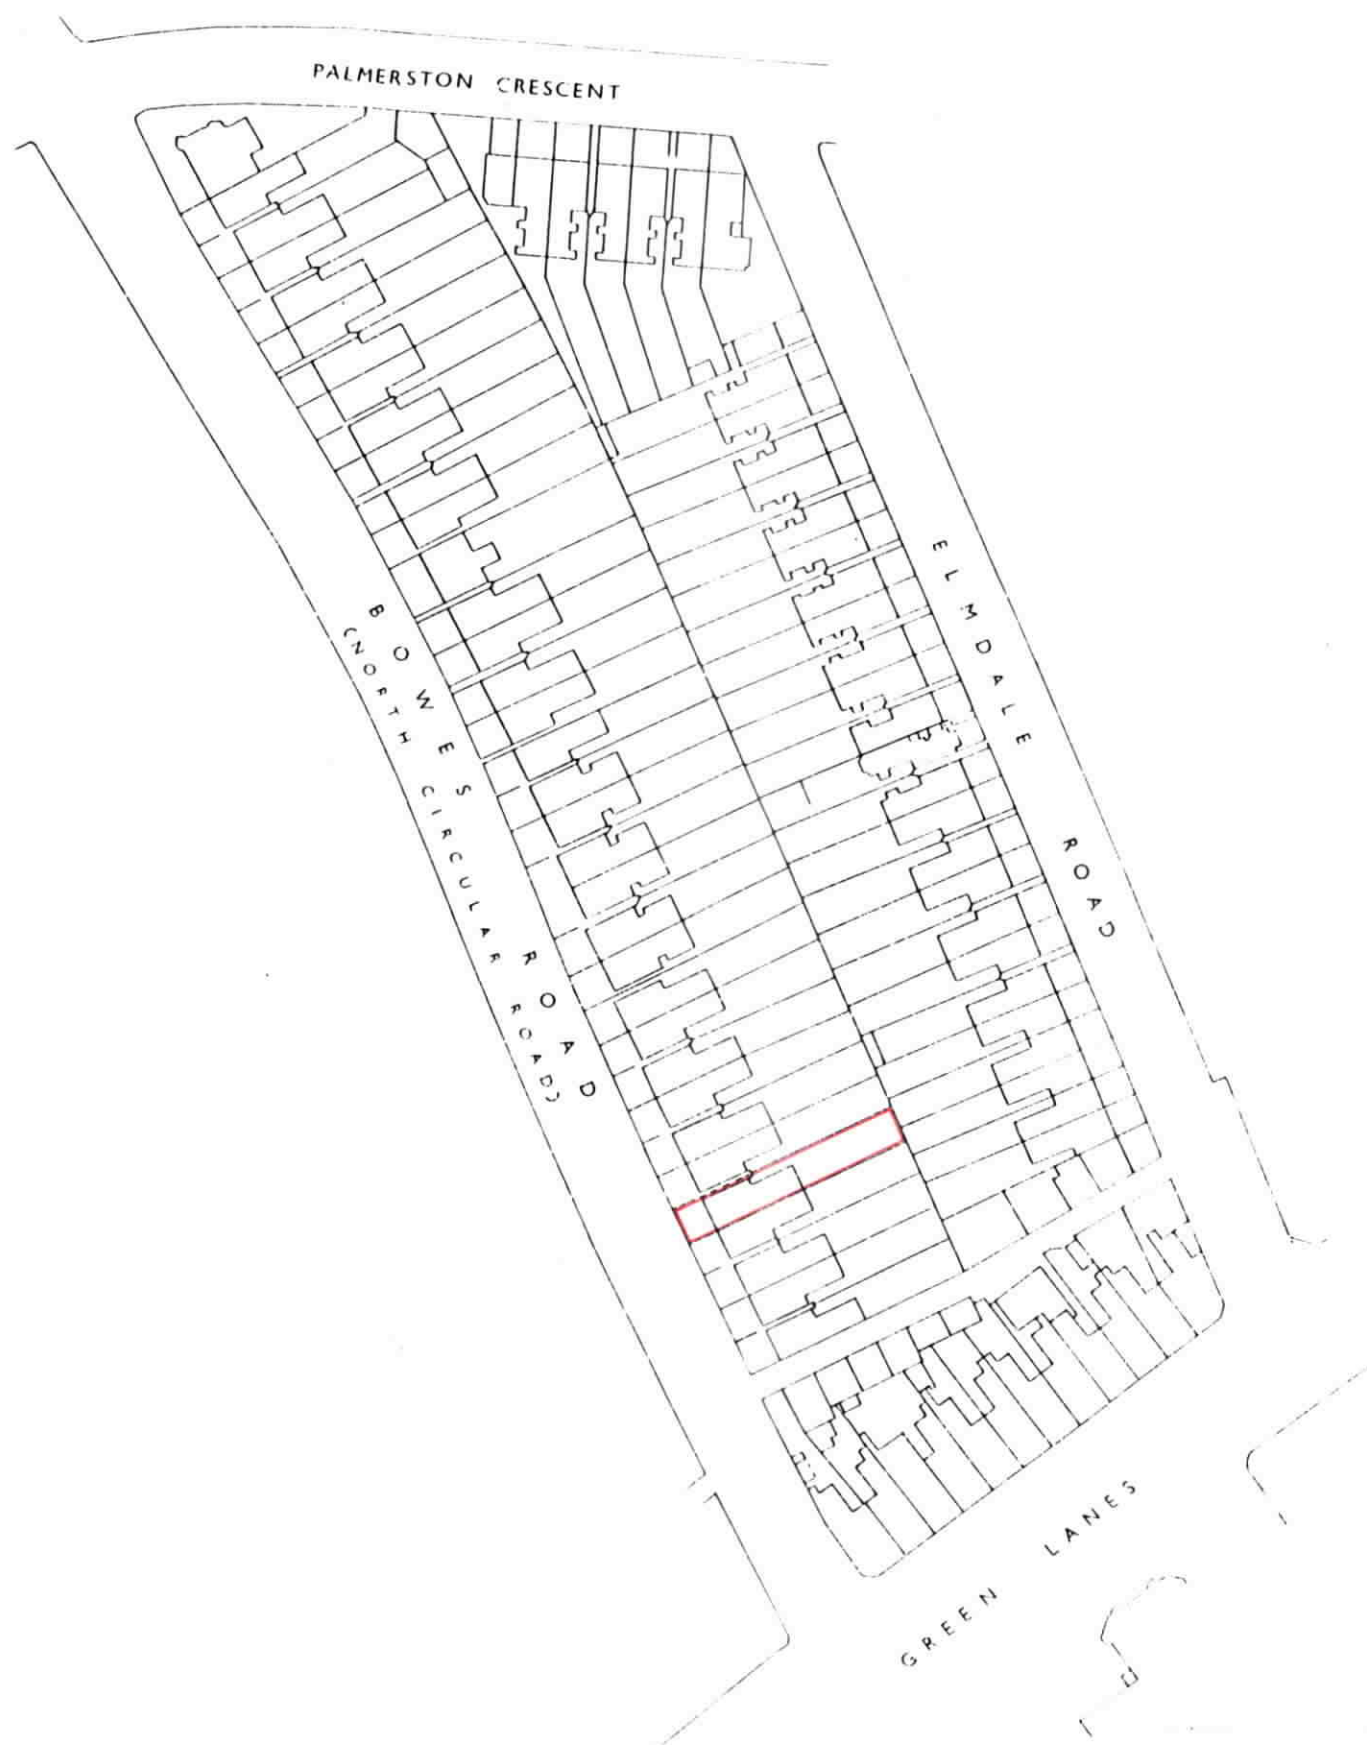 PALMERSTON CRESCENT
BOWES ROAD
(NORTH CIRCULAR ROAD)
ELMDALE ROAD
GREEN LANES